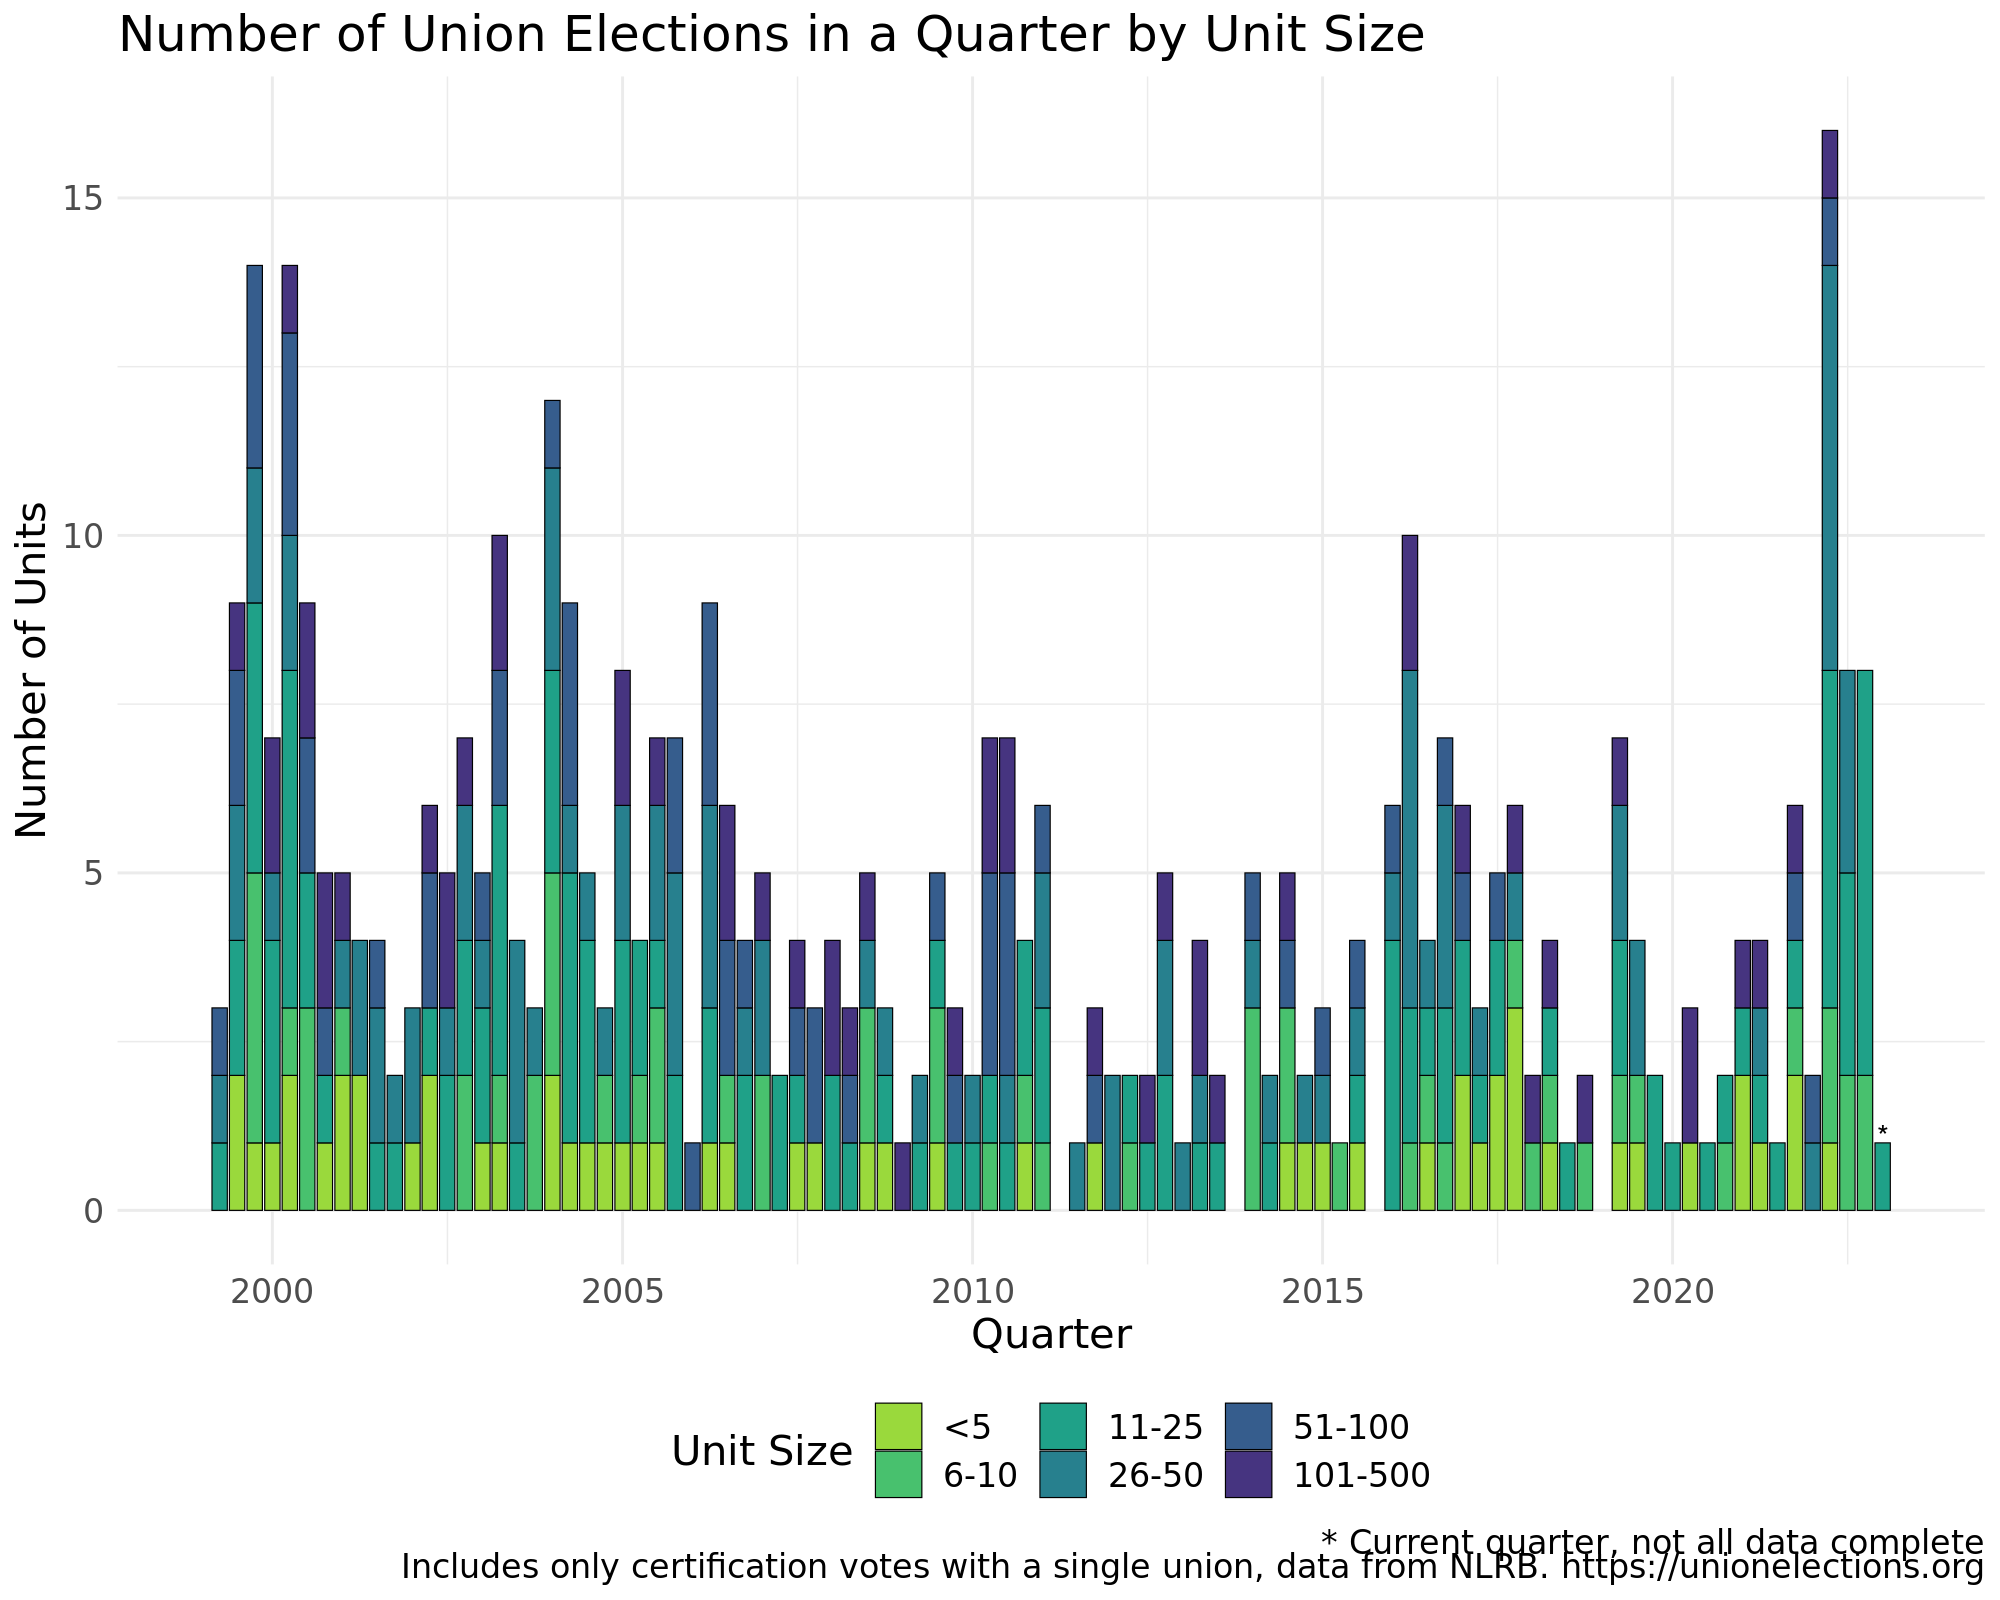 Number of Union Elections in a Quarter by Unit Size
Number of Units
15
10
5
0
*
2000 2005 2010 2015 2020
Quarter
Unit Size
<5 11-25 51-100
6-10 26-50 101-500
* Current quarter, not all data complete
Includes only certification votes with a single union, data from NLRB. https://unionelections.org